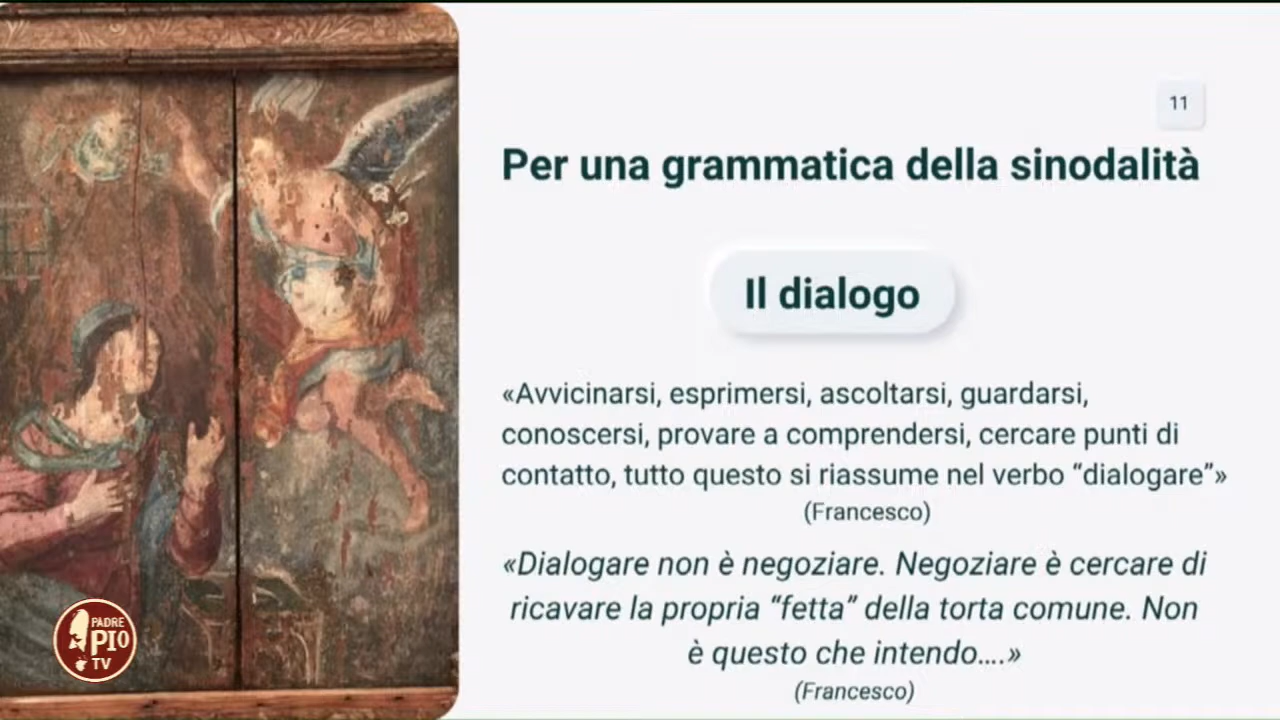 11
Per una grammatica della sinodalità
Il dialogo
«Avvicinarsi, esprimersi, ascoltarsi, guardarsi,
conoscersi, provare a comprendersi, cercare punti di
contatto, tutto questo si riassume nel verbo “dialogare”»
(Francesco)
«Dialogare non è negoziare. Negoziare è cercare di
ricavare la propria “fetta” della torta comune. Non
è questo che intendo....»
(Francesco)
PADRE
PIO
TV